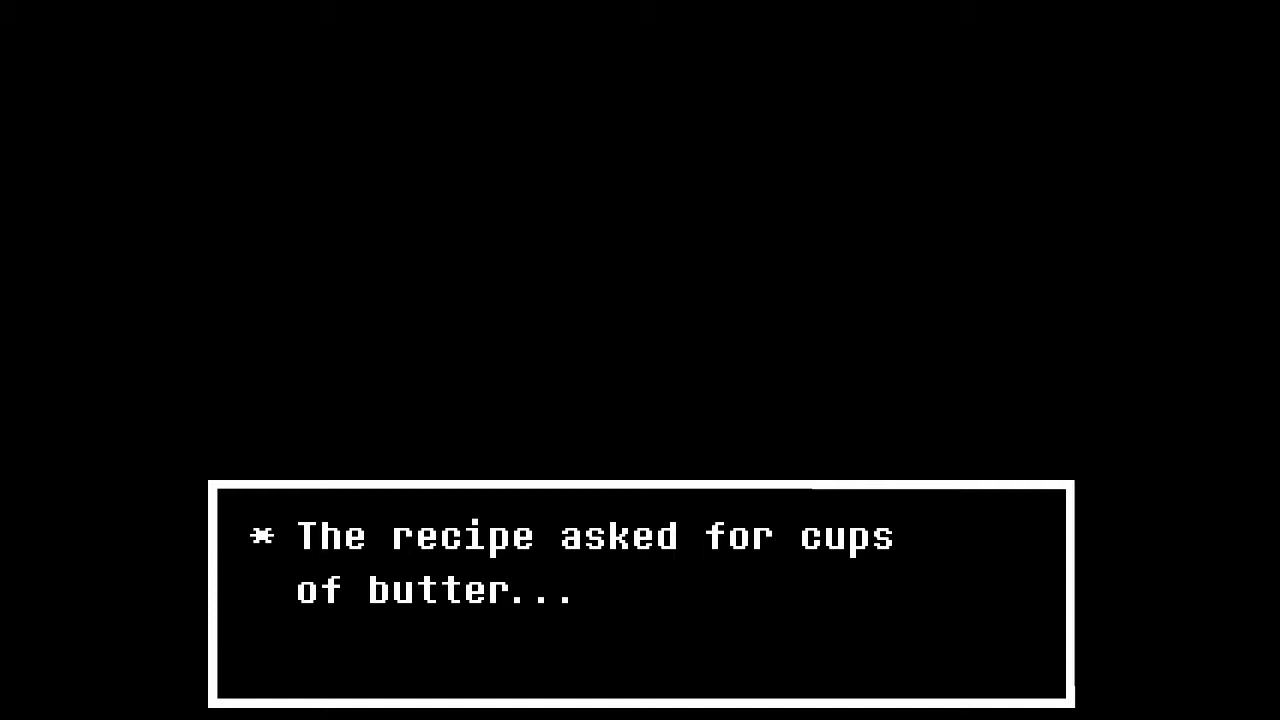 * The recipe asked for cups
of butter...